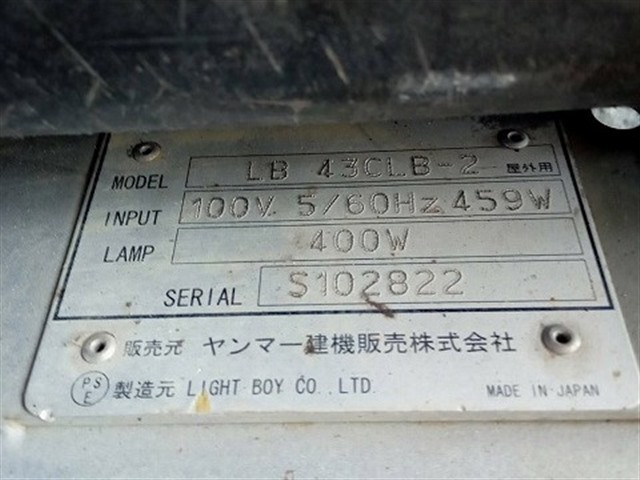 MODEL LB 43CLB-2 屋外用
INPUT 100V 5/60Hz 459W
LAMP 400W
SERIAL S102822
販売元 ヤンマー建機販売株式会社
PSE 製造元 LIGHT BOY CO.,LTD. MADE IN JAPAN